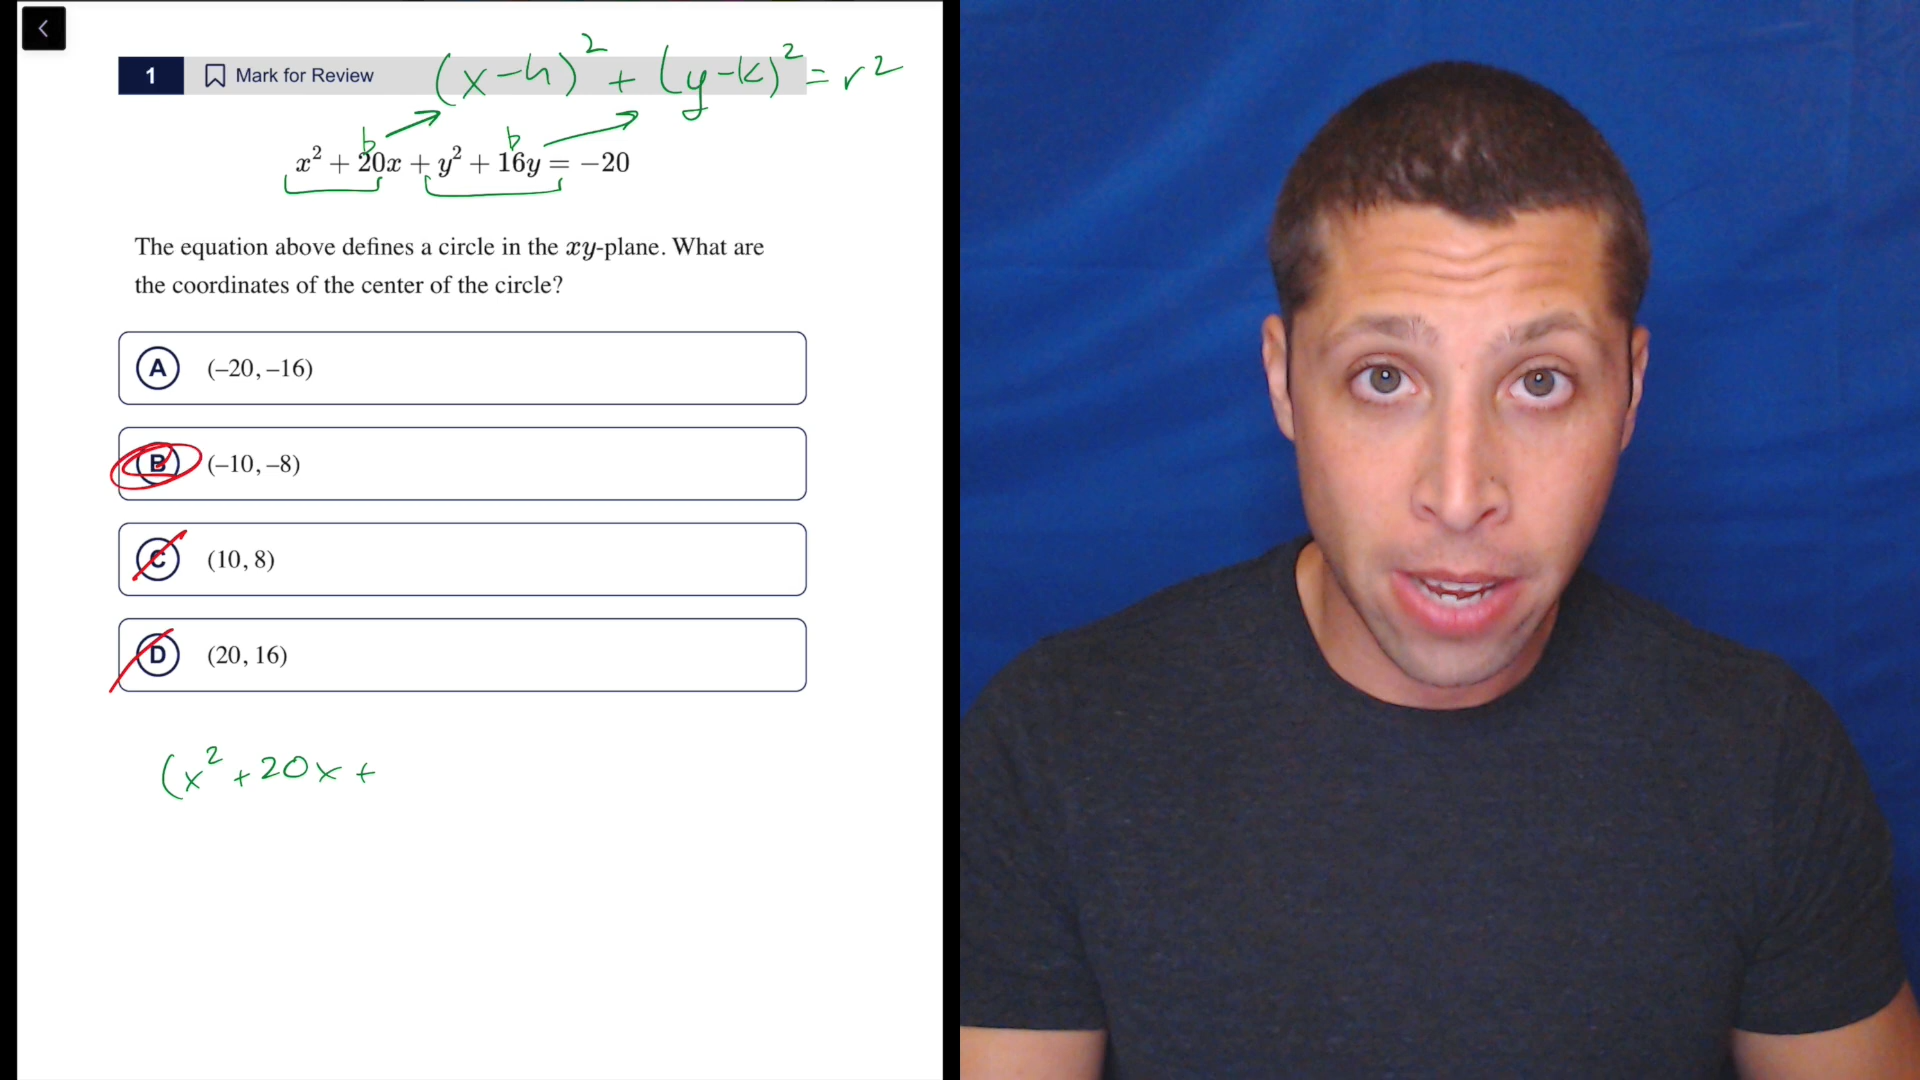 1 Mark for Review (x-h)² + (y-k)² = r²
b b
x² + 20x + y² + 16y = −20
The equation above defines a circle in the xy-plane. What are
the coordinates of the center of the circle?
A (–20, –16)
B (–10, –8)
C (10, 8)
D (20, 16)
(x² + 20x +